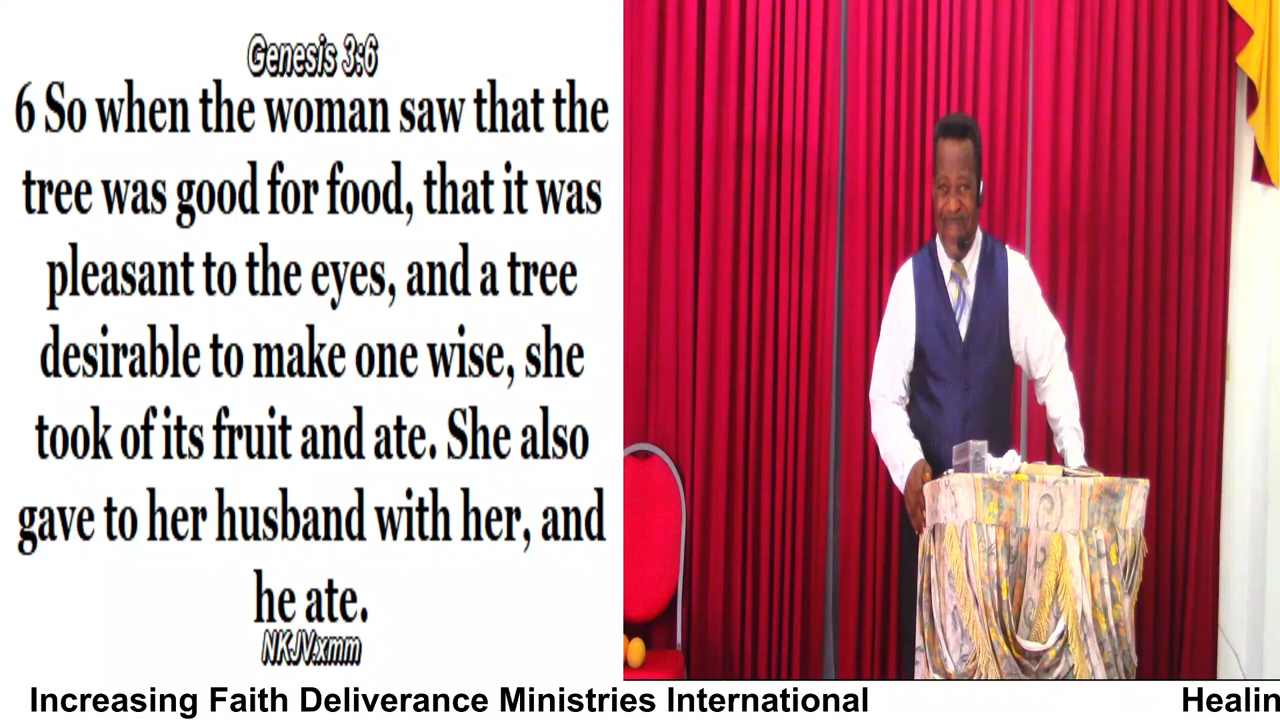 Genesis 3:6
6 So when the woman saw that the
tree was good for food, that it was
pleasant to the eyes, and a tree
desirable to make one wise, she
took of its fruit and ate. She also
gave to her husband with her, and
he ate.
NKJV.xmm
Increasing Faith Deliverance Ministries International
Healin